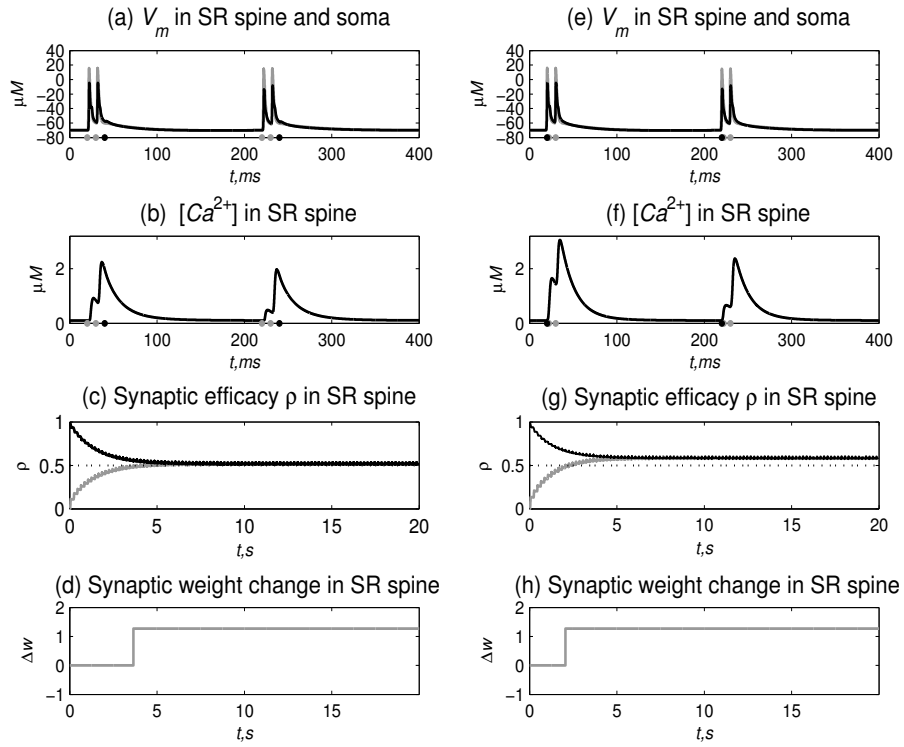 (a) V_m in SR spine and soma
μM
40
20
0
−20
−40
−60
−80
0 100 200 300 400
t,ms
(b) [Ca²⁺] in SR spine
μM
2
0
0 100 200 300 400
t,ms
(c) Synaptic efficacy ρ in SR spine
ρ
1
0.5
0
0 5 10 15 20
t,s
(d) Synaptic weight change in SR spine
Δw
2
1
0
−1
0 5 10 15 20
t,s
(e) V_m in SR spine and soma
μM
40
20
0
−20
−40
−60
−80
0 100 200 300 400
t,ms
(f) [Ca²⁺] in SR spine
μM
2
0
0 100 200 300 400
t,ms
(g) Synaptic efficacy ρ in SR spine
ρ
1
0.5
0
0 5 10 15 20
t,s
(h) Synaptic weight change in SR spine
Δw
2
1
0
−1
0 5 10 15 20
t,s